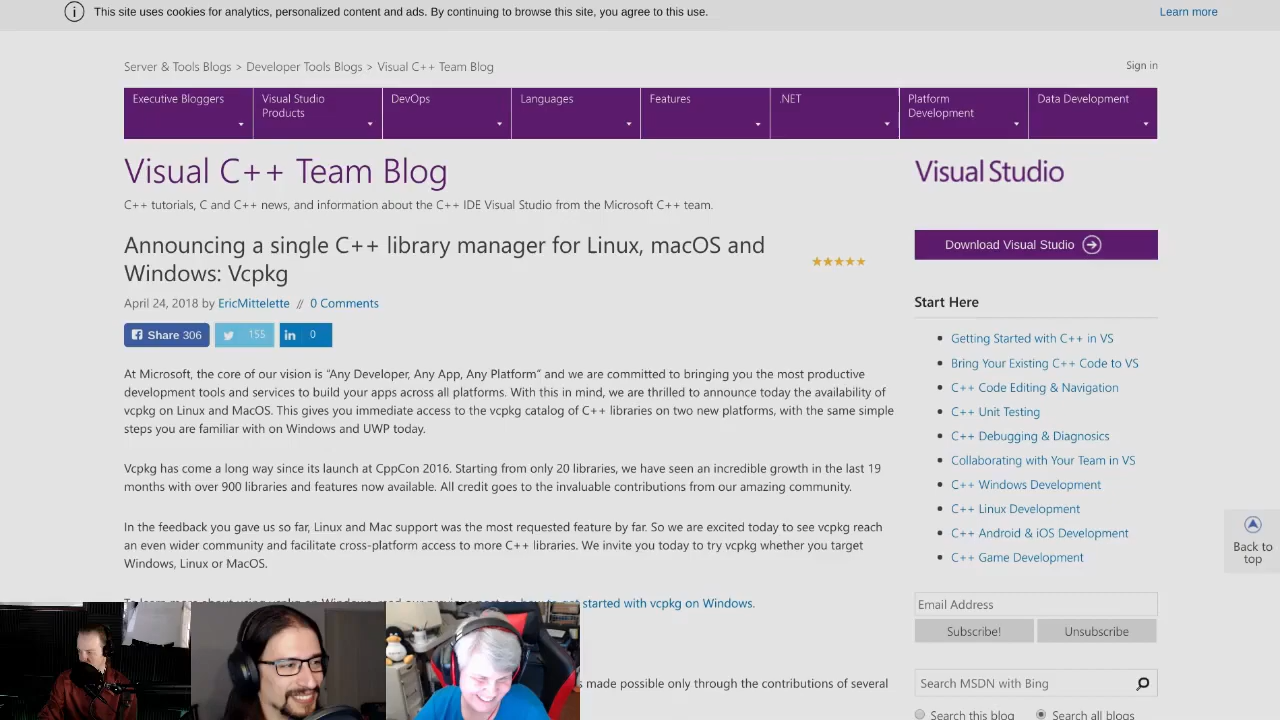 This site uses cookies for analytics, personalized content and ads. By continuing to browse this site, you agree to this use.
Learn more
Server & Tools Blogs > Developer Tools Blogs > Visual C++ Team Blog
Sign in
Executive Bloggers
Visual Studio
Products
DevOps
Languages
Features
.NET
Platform
Development
Data Development
Visual C++ Team Blog
C++ tutorials, C and C++ news, and information about the C++ IDE Visual Studio from the Microsoft C++ team.
Announcing a single C++ library manager for Linux, macOS and
Windows: Vcpkg
April 24, 2018 by EricMittelette // 0 Comments
Share 306
155
in 0
At Microsoft, the core of our vision is “Any Developer, Any App, Any Platform” and we are committed to bringing you the most productive
development tools and services to build your apps across all platforms. With this in mind, we are thrilled to announce today the availability of
vcpkg on Linux and MacOS. This gives you immediate access to the vcpkg catalog of C++ libraries on two new platforms, with the same simple
steps you are familiar with on Windows and UWP today.
Vcpkg has come a long way since its launch at CppCon 2016. Starting from only 20 libraries, we have seen an incredible growth in the last 19
months with over 900 libraries and features now available. All credit goes to the invaluable contributions from our amazing community.
In the feedback you gave us so far, Linux and Mac support was the most requested feature by far. So we are excited today to see vcpkg reach
an even wider community and facilitate cross-platform access to more C++ libraries. We invite you today to try vcpkg whether you target
Windows, Linux or MacOS.
started with vcpkg on Windows.
made possible only through the contributions of several
Visual Studio
Download Visual Studio
Start Here
Getting Started with C++ in VS
Bring Your Existing C++ Code to VS
C++ Code Editing & Navigation
C++ Unit Testing
C++ Debugging & Diagnosics
Collaborating with Your Team in VS
C++ Windows Development
C++ Linux Development
C++ Android & iOS Development
C++ Game Development
Back to
top
Email Address
Subscribe!
Unsubscribe
Search MSDN with Bing
Search this blog
Search all blogs